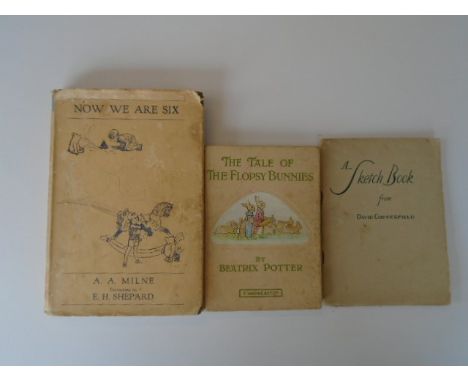 NOW WE ARE SIX
A. A. MILNE
E. H. SHEPARD
THE TALE OF
THE FLOPSY BUNNIES
BY
BEATRIX POTTER
A
Sketch Book
from
DAVID COPPERFIELD